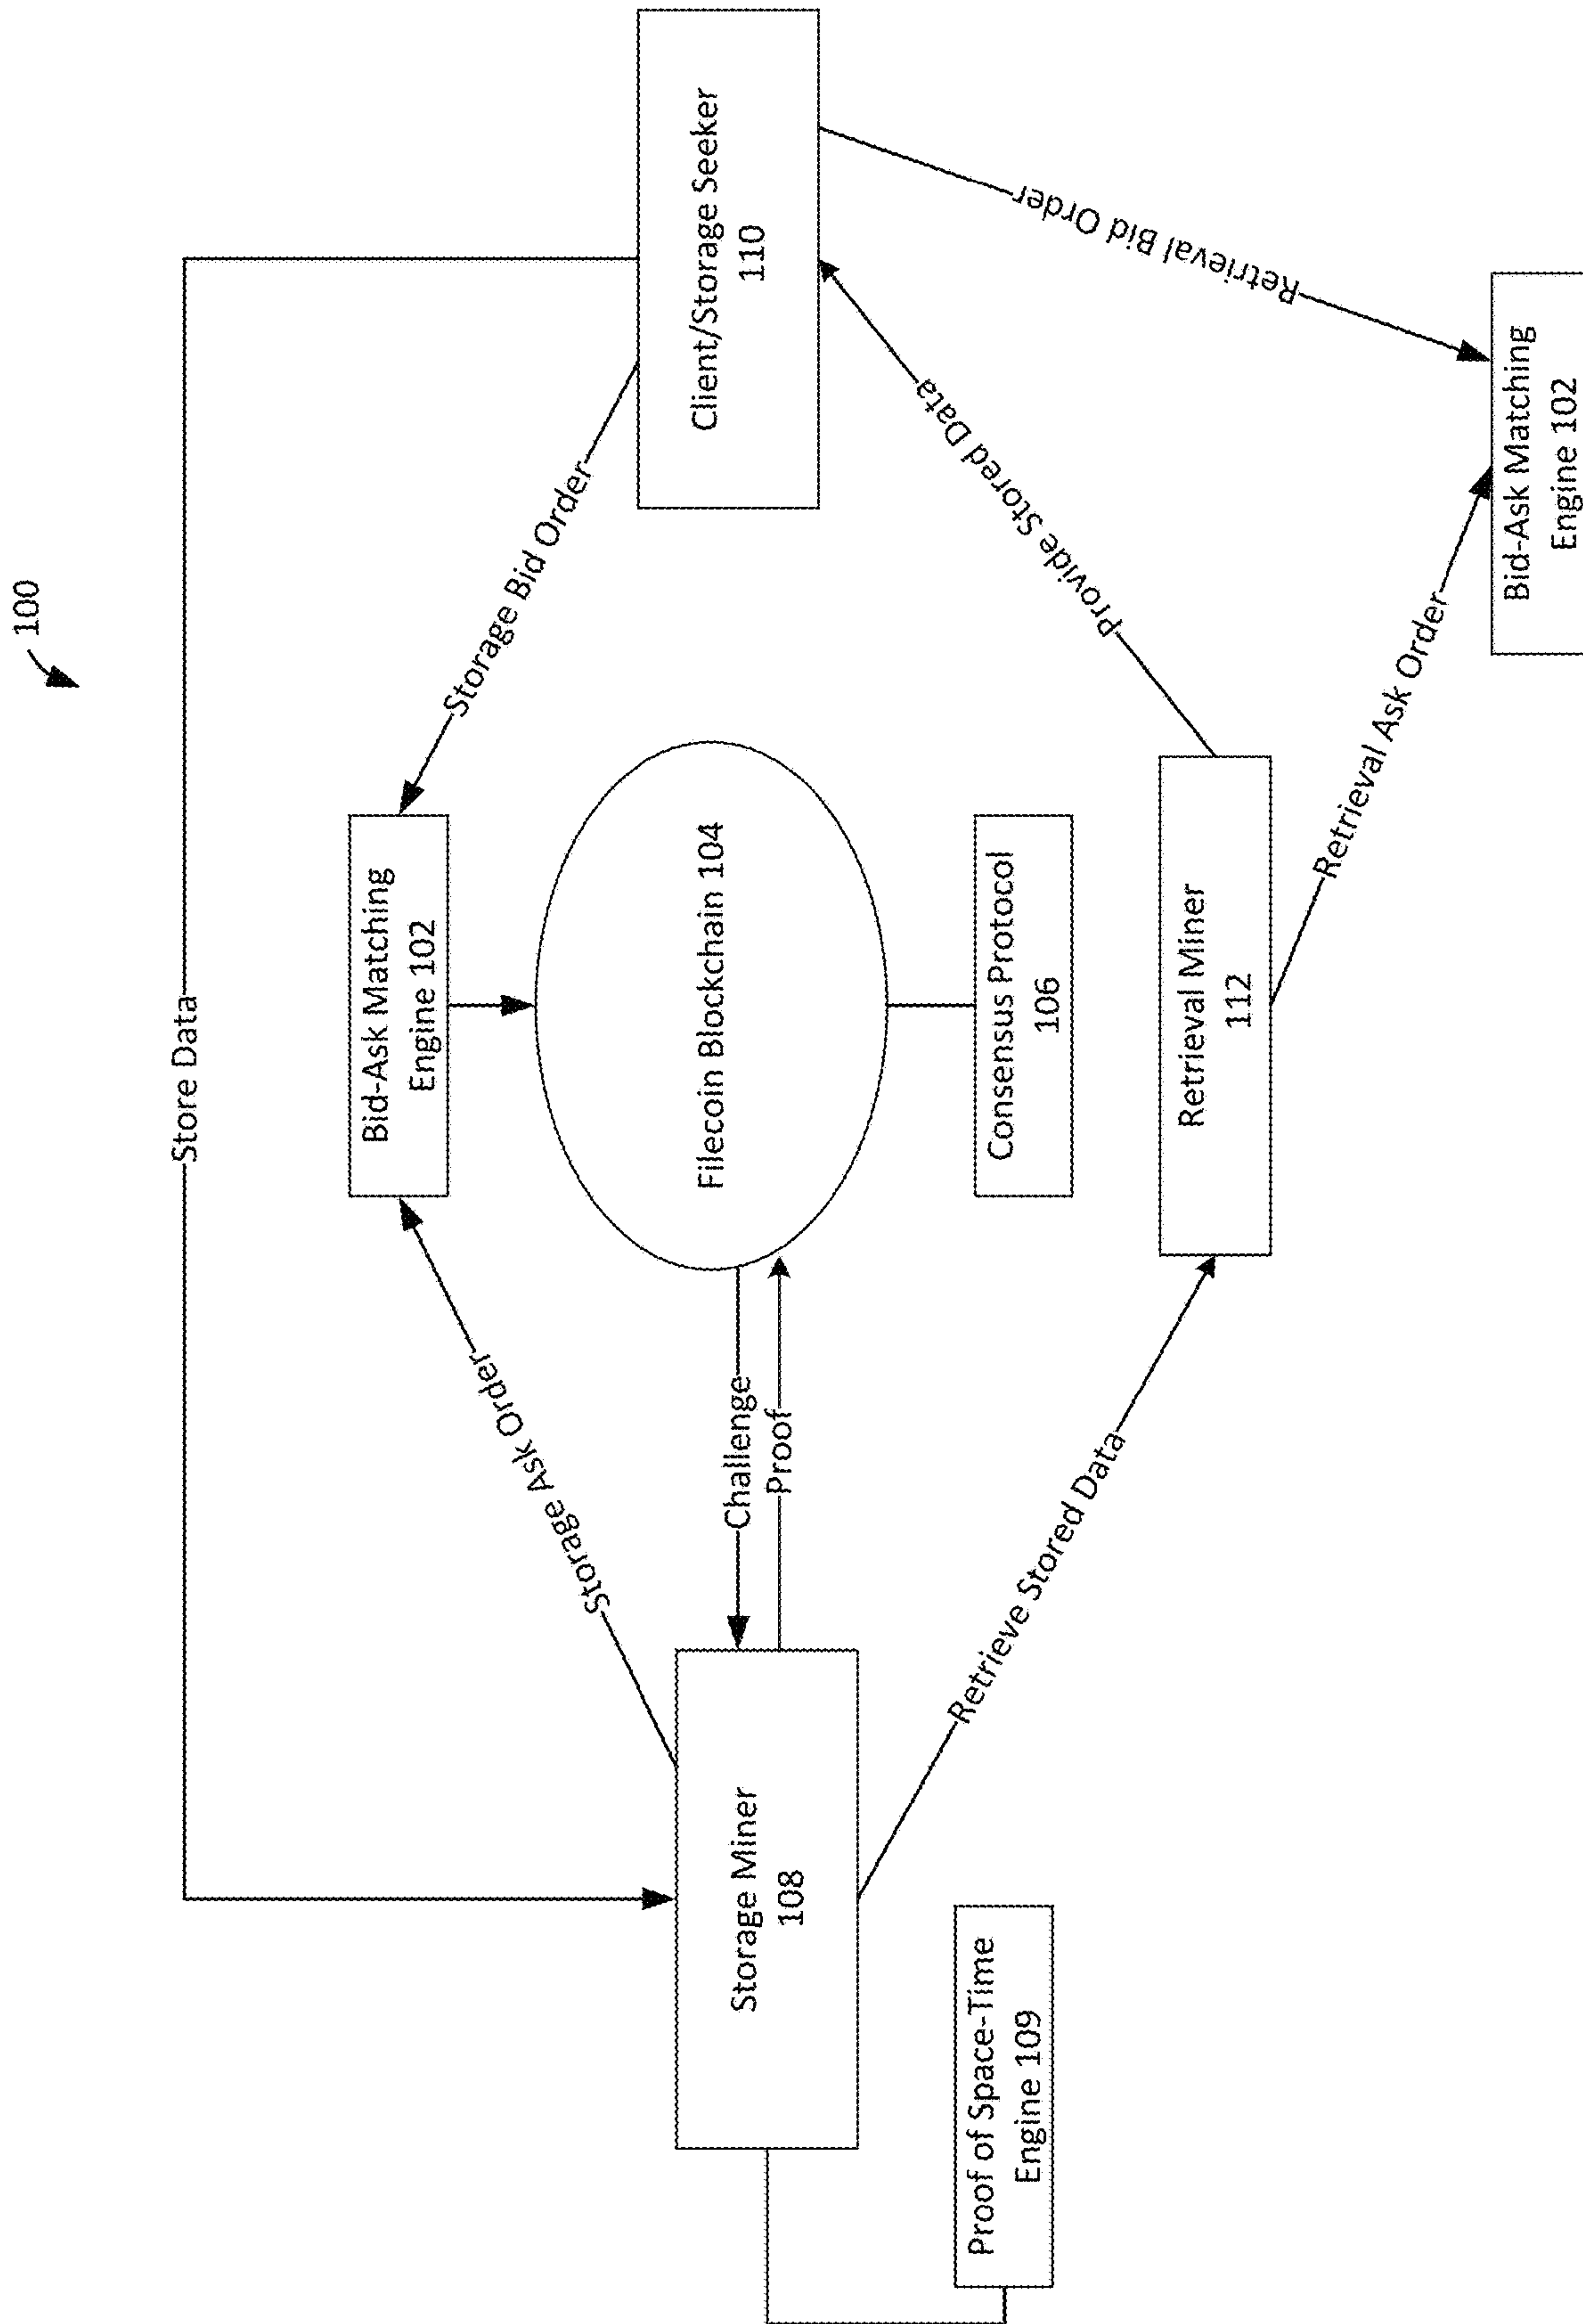 100
Store Data
Bid-Ask Matching
Engine 102
Storage Ask Order
Storage Bid Order
Storage Miner
108
Challenge
Proof
Filecoin Blockchain 104
Client/Storage Seeker
110
Proof of Space-Time
Engine 109
Consensus Protocol
106
Retrieve Stored Data
Provide Stored Data
Retrieval Bid Order
Retrieval Miner
112
Retrieval Ask Order
Bid-Ask Matching
Engine 102